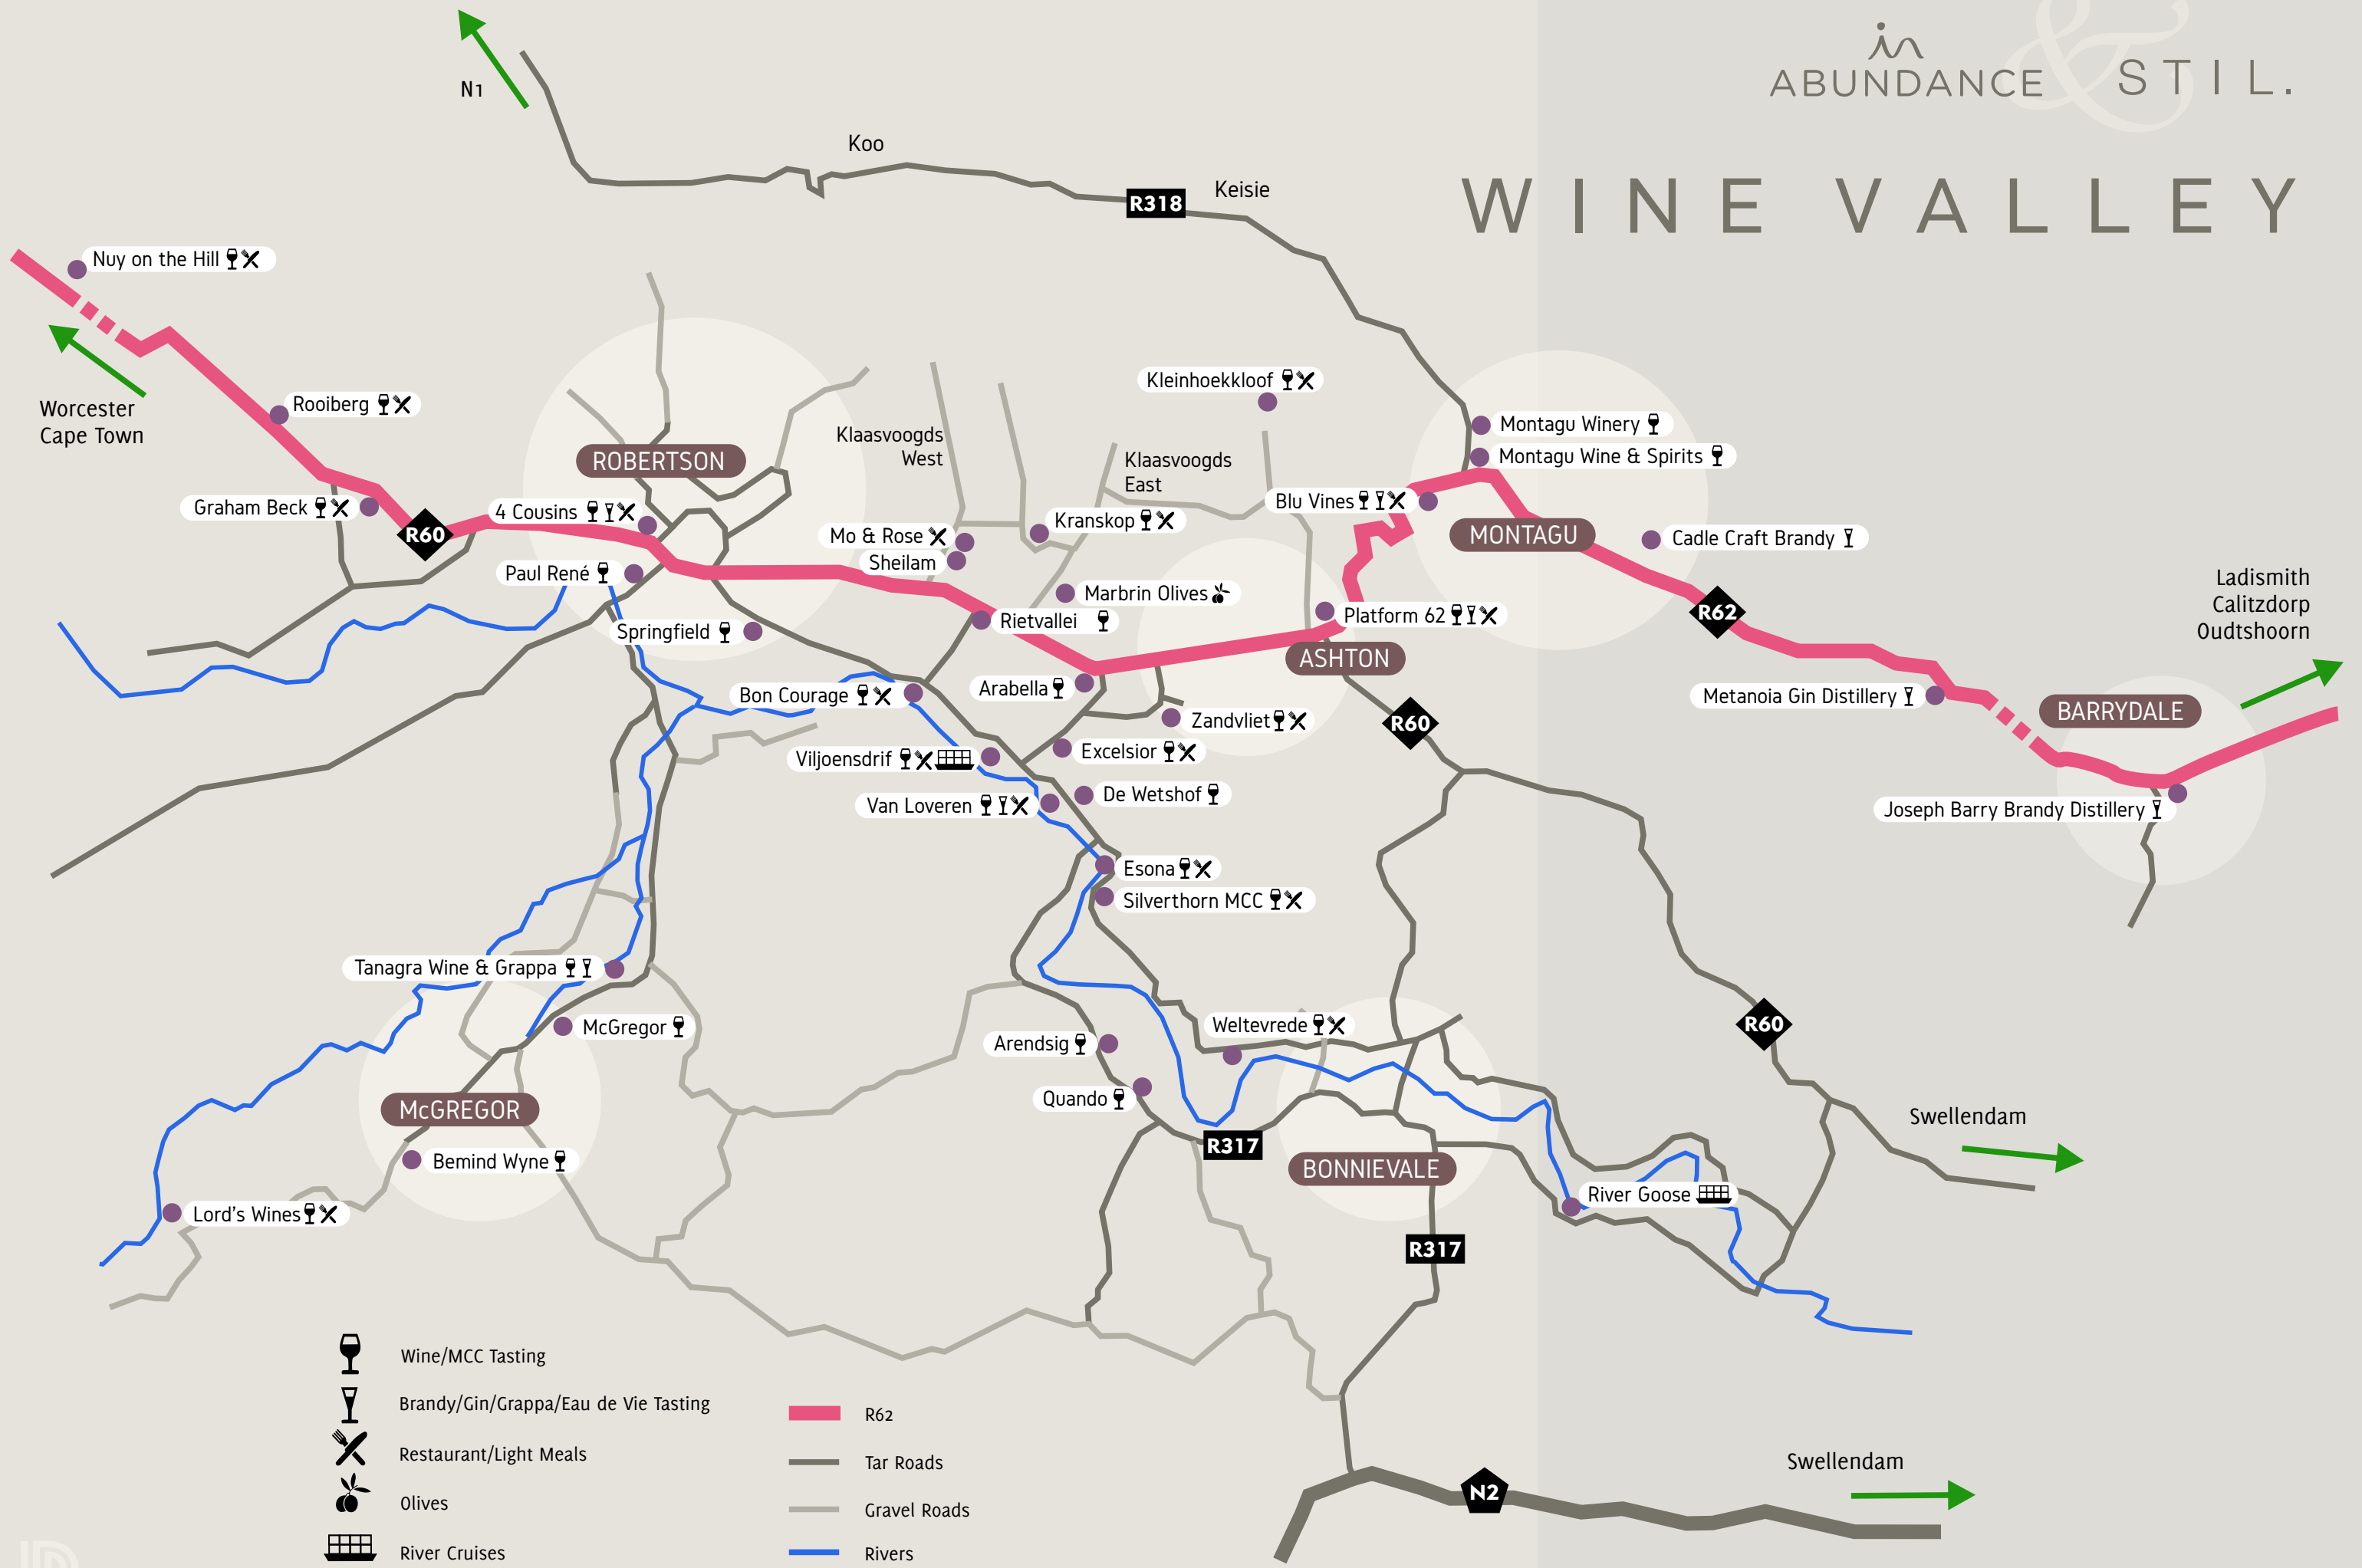 in
ABUNDANCE & STIL.
WINE VALLEY
N1
Koo
R318
Keisie
Nuy on the Hill
Worcester
Cape Town
Rooiberg
Graham Beck
R60
ROBERTSON
4 Cousins
Paul René
Springfield
Klaasvoogds
West
Klaasvoogds
East
Kleinhoekkloof
Mo & Rose
Sheilam
Kranskop
Marbrin Olives
Rietvallei
Blu Vines
Montagu Winery
Montagu Wine & Spirits
MONTAGU
Cadle Craft Brandy
Platform 62
ASHTON
R62
Ladismith
Calitzdorp
Oudtshoorn
Metanoia Gin Distillery
BARRYDALE
Joseph Barry Brandy Distillery
Bon Courage
Arabella
Zandvliet
R60
Viljoensdrif
Excelsior
Van Loveren
De Wetshof
Esona
Silverthorn MCC
Tanagra Wine & Grappa
McGregor
McGREGOR
Bemind Wyne
Lord's Wines
Arendsig
Quando
Weltevrede
R317
BONNIEVALE
R317
River Goose
R60
Swellendam
Swellendam
N2
Wine/MCC Tasting
Brandy/Gin/Grappa/Eau de Vie Tasting
Restaurant/Light Meals
Olives
River Cruises
R62
Tar Roads
Gravel Roads
Rivers